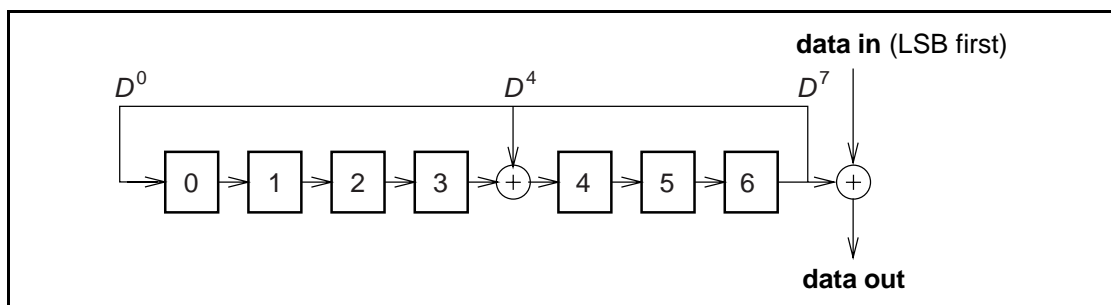 data in (LSB first)
D⁰ D⁴ D⁷
0 1 2 3 + 4 5 6 +
data out